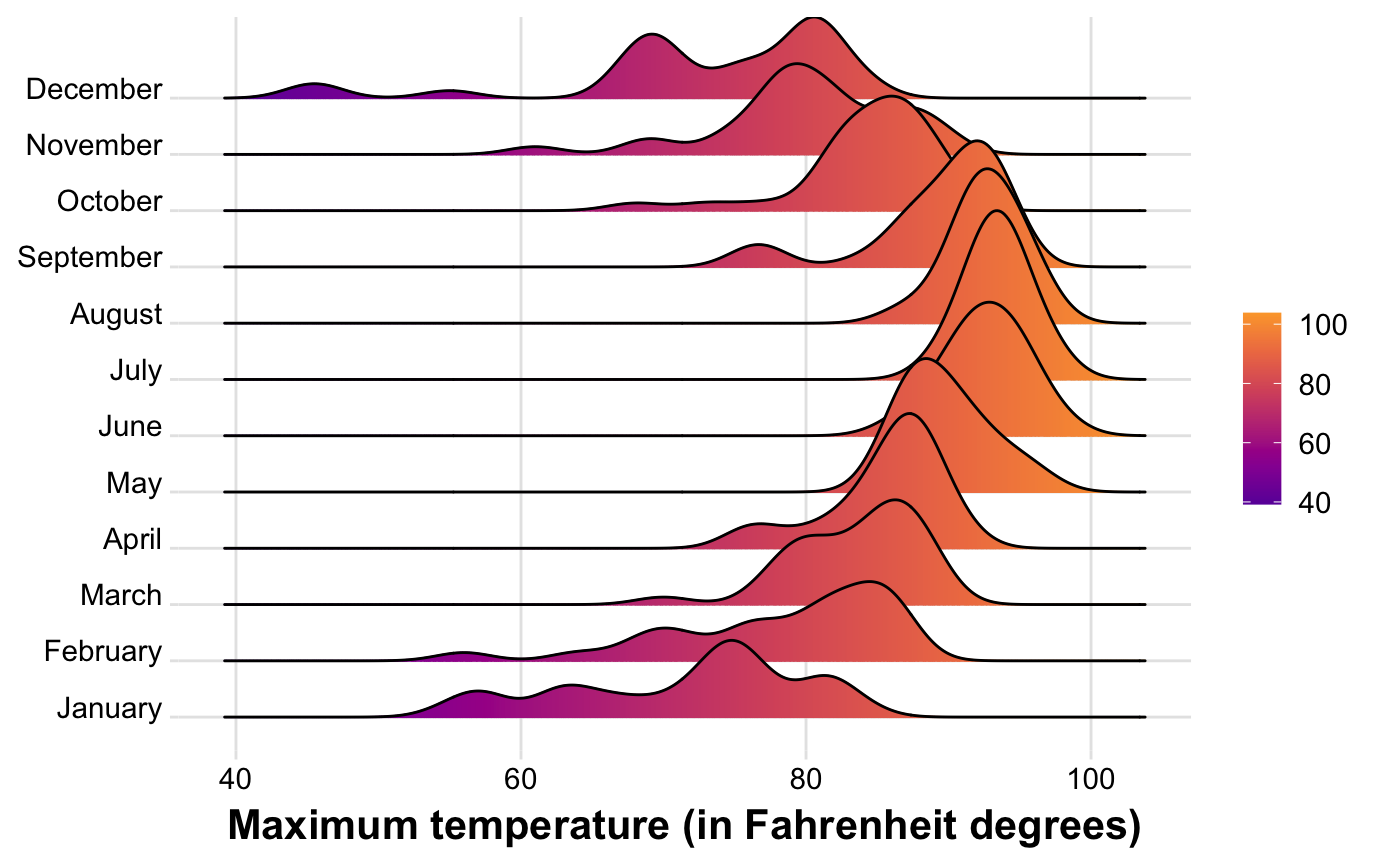 December
November
October
September
August
July
June
May
April
March
February
January
40 60 80 100
Maximum temperature (in Fahrenheit degrees)
100
80
60
40